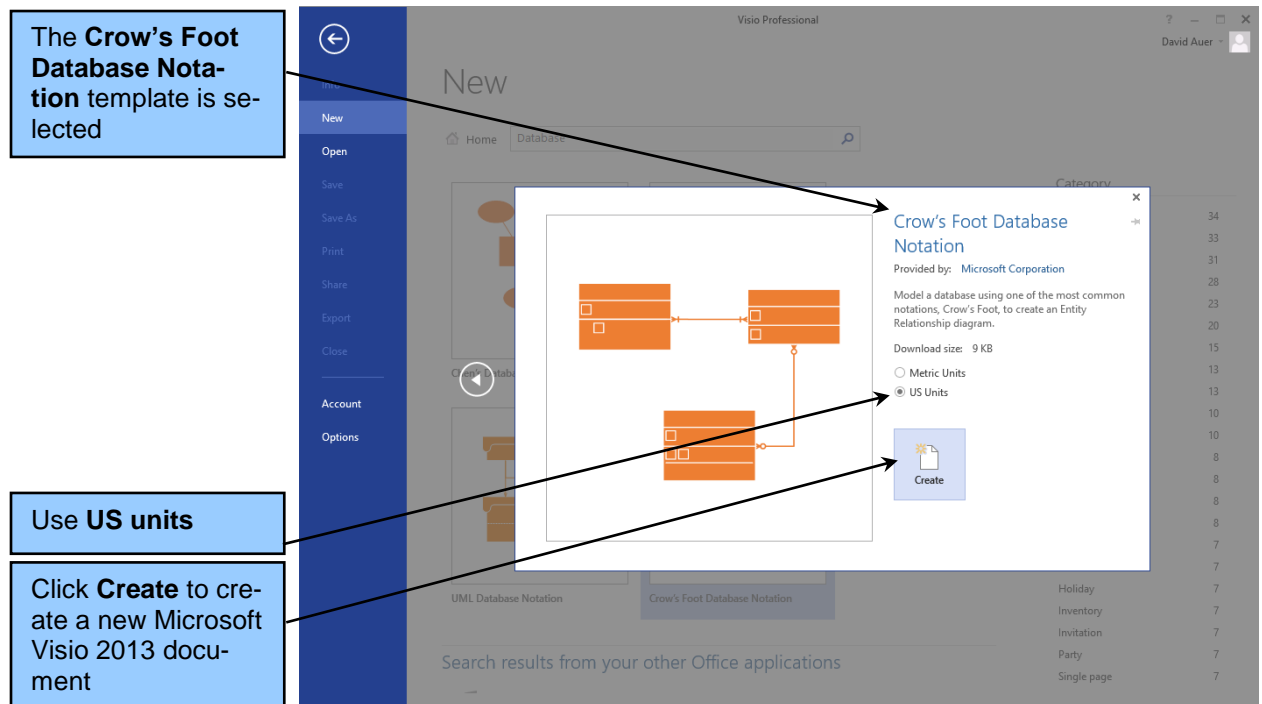 The Crow's Foot
Database Nota-
tion template is se-
lected
Use US units
Click Create to cre-
ate a new Microsoft
Visio 2013 docu-
ment
Visio Professional
? – □ ×
David Auer
Info
New
Open
Save
Save As
Print
Share
Export
Close
Account
Options
New
Home
Database
Category
34
33
31
28
23
20
15
13
13
10
10
8
8
8
7
7
Holiday 7
Inventory 7
Invitation 7
Party 7
Single page 7
Crow's Foot Database
Notation
Provided by: Microsoft Corporation
Model a database using one of the most common
notations, Crow's Foot, to create an Entity
Relationship diagram.
Download size: 9 KB
Metric Units
US Units
Create
UML Database Notation
Crow's Foot Database Notation
Search results from your other Office applications